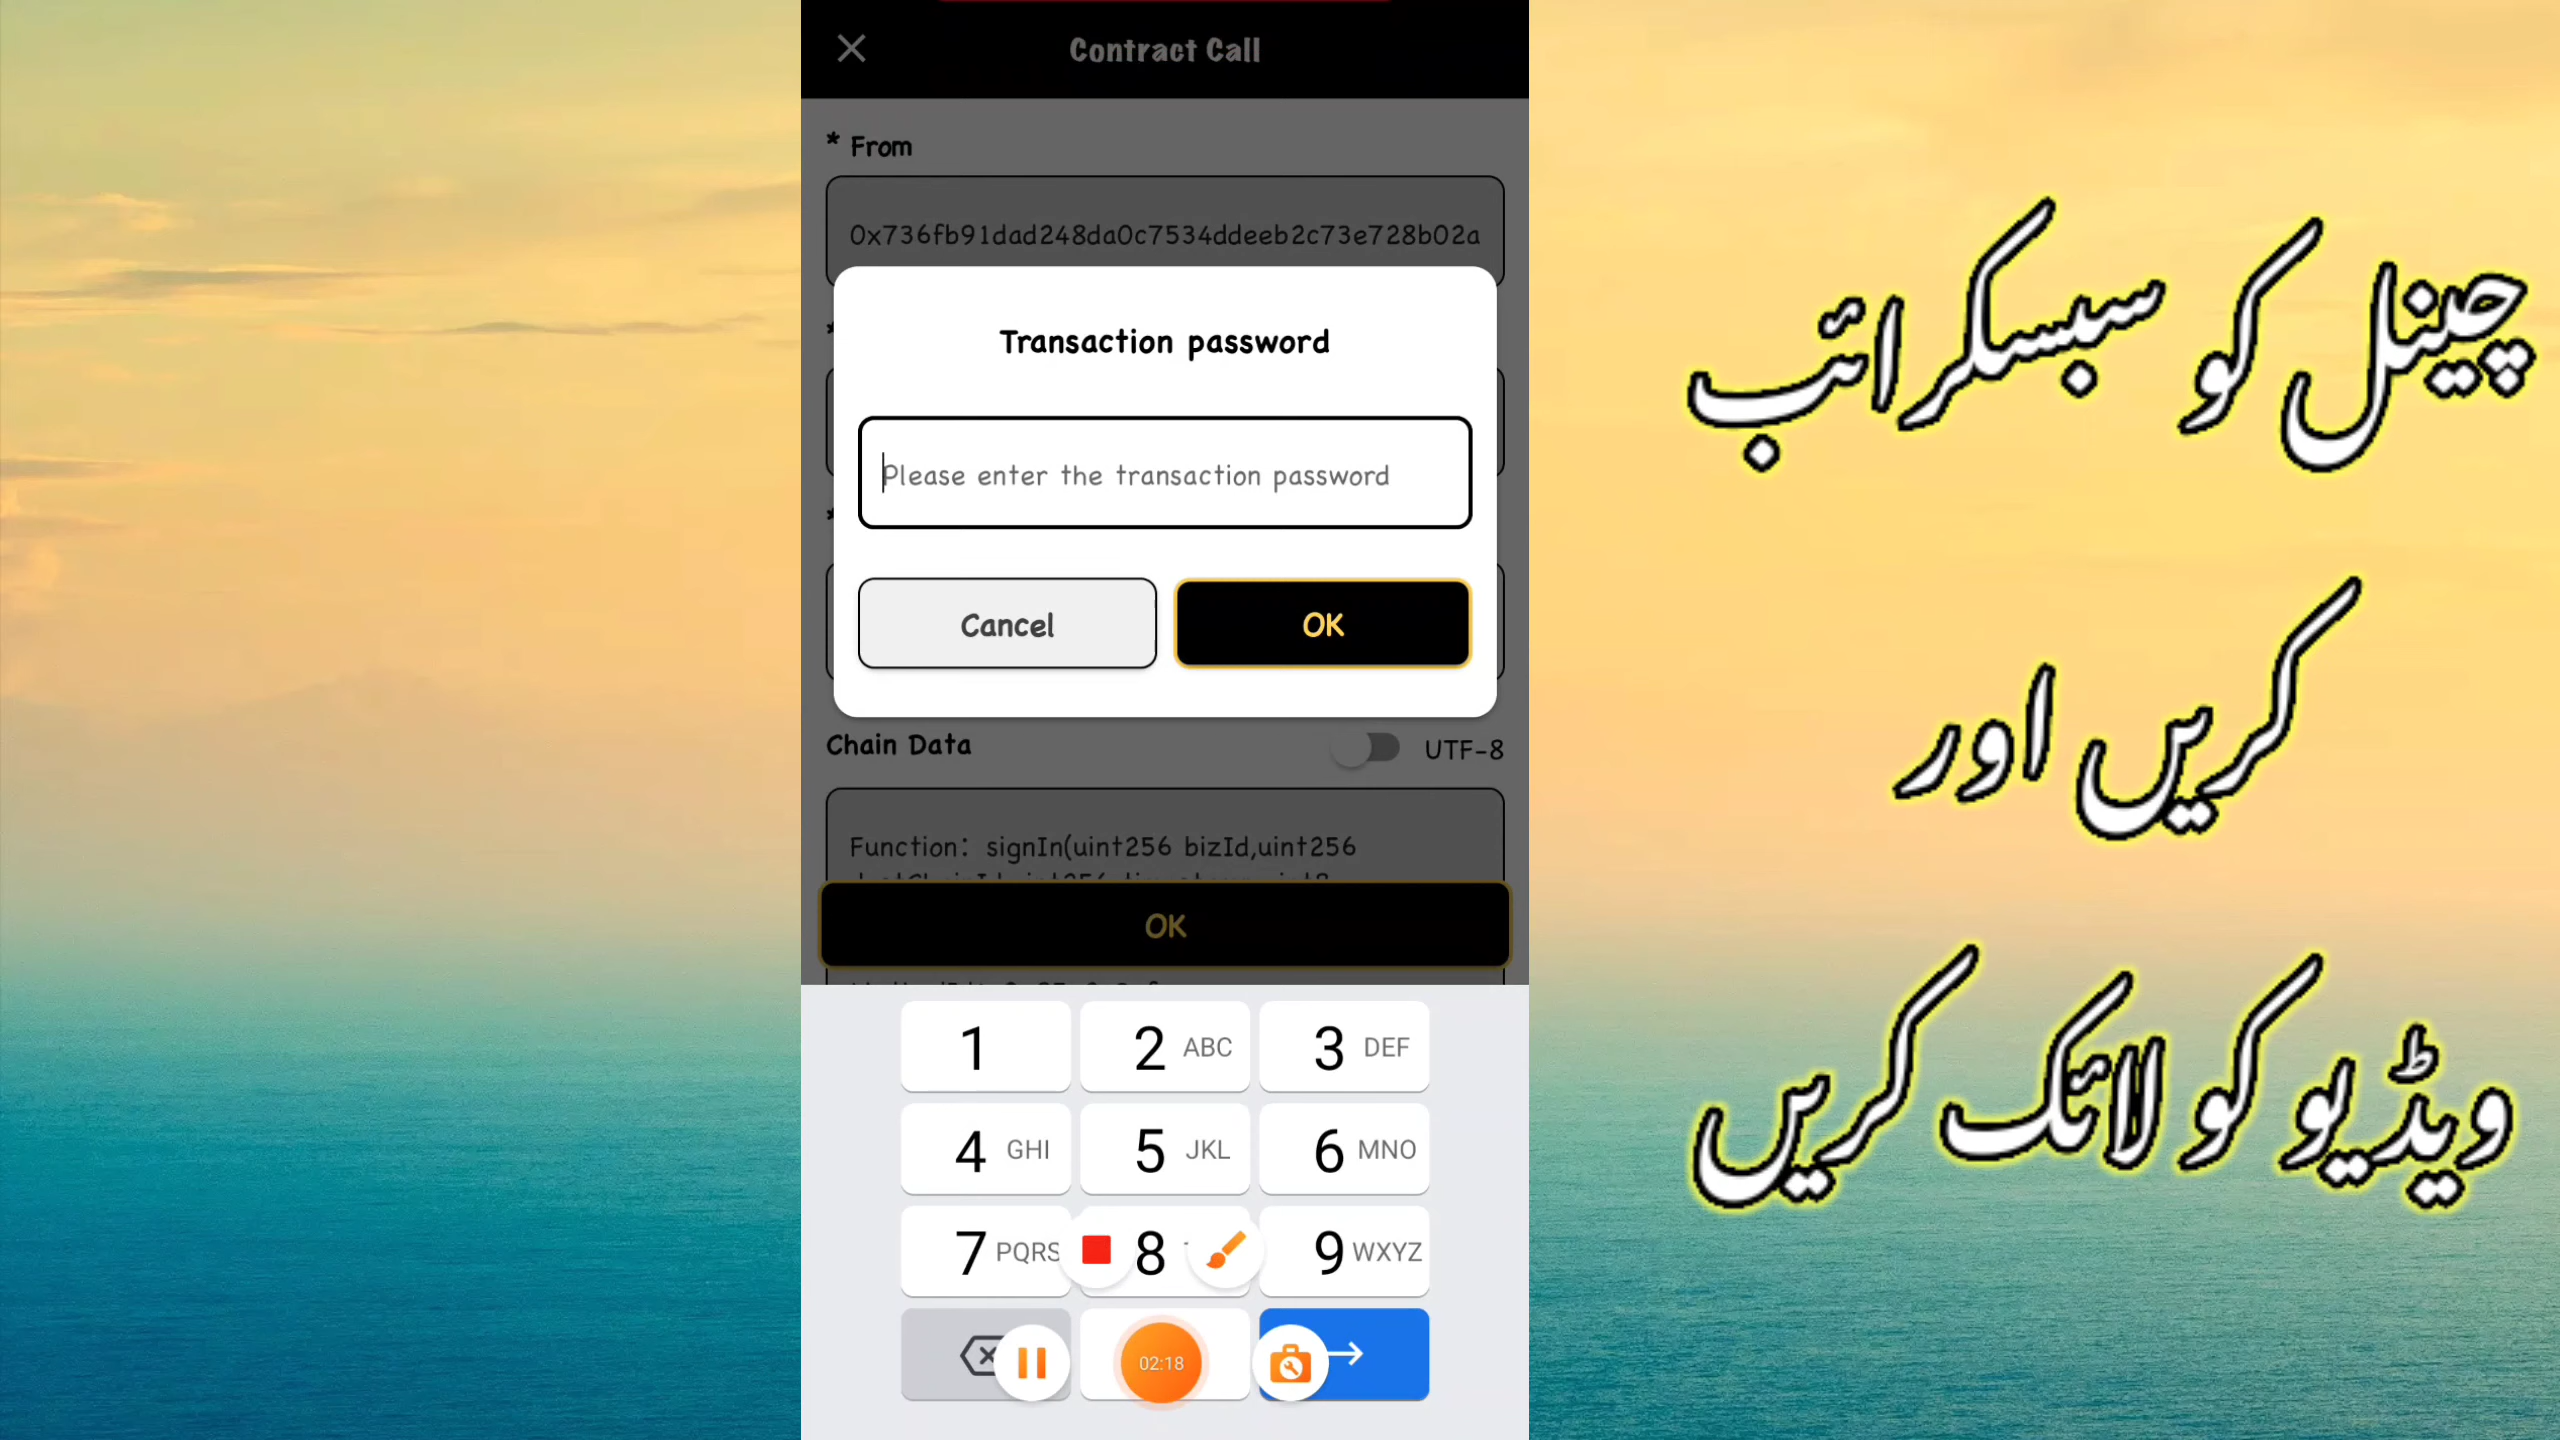 Contract Call
* From
0x736fb91dad248da0c7534ddeeb2c73e728b02a
Transaction password
Please enter the transaction password
Cancel
OK
Chain Data
UTF-8
Function: signIn(uint256 bizId,uint256
OK
1
2 ABC
3 DEF
4 GHI
5 JKL
6 MNO
7 PQRS
8
9 WXYZ
02:18
چینل کو سبسکرائب
کریں اور
ویڈیو کو لائک کریں